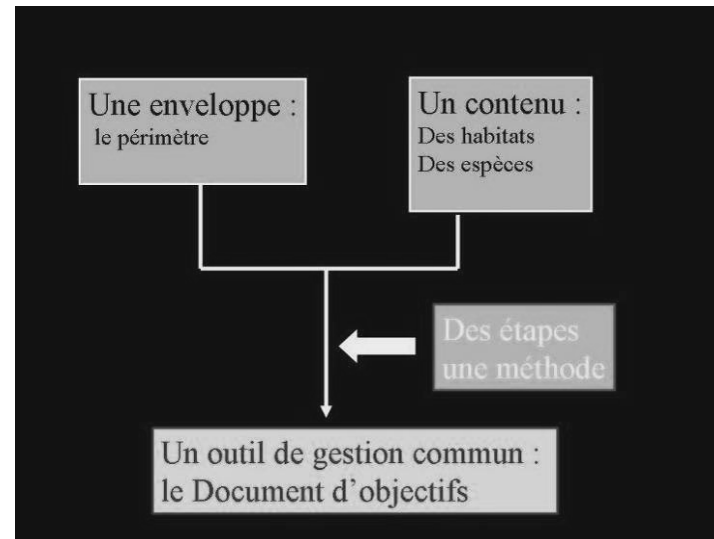 Une enveloppe :
le périmètre
Un contenu :
Des habitats
Des espèces
Des étapes
une méthode
Un outil de gestion commun :
le Document d’objectifs